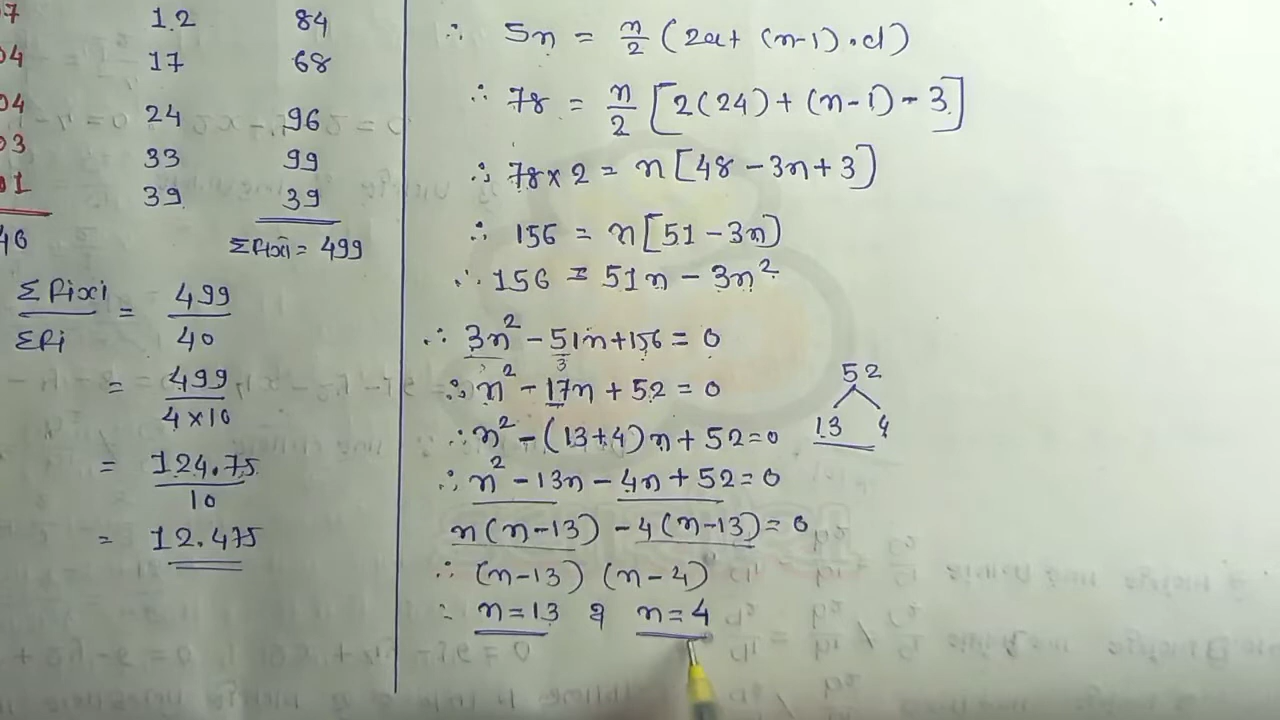 07 1.2 84
04 17 68
04 24 96
03 33 99
01 39 39
40 Σfixi = 499
Σfixi / Σfi = 499 / 40
= 499 / 4×10
= 124.75 / 10
= 12.475
∴ Sn = n/2 (2a + (n-1).d)
∴ 78 = n/2 [2(24) + (n-1) - 3]
∴ 78 × 2 = n[48 - 3n + 3]
∴ 156 = n[51 - 3n]
∴ 156 = 51n - 3n²
∴ 3n² - 51n + 156 = 0
3
∴ n² - 17n + 52 = 0
∴ n² - (13+4)n + 52 = 0
∴ n² - 13n - 4n + 52 = 0
n(n-13) - 4(n-13) = 0
∴ (n-13) (n-4)
∴ n = 13 n = 4
52
13 4